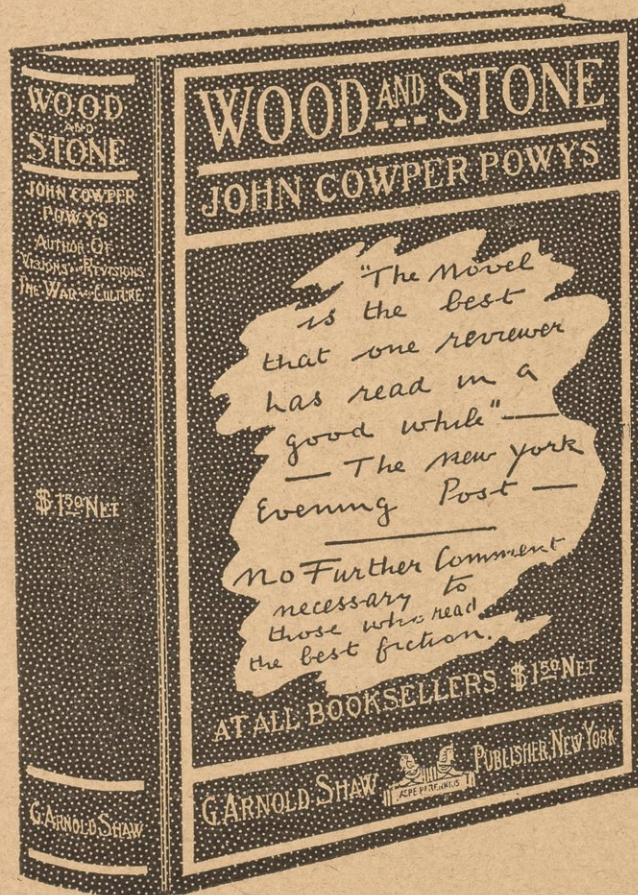 WOOD
AND
STONE
JOHN COWPER
POWYS
AUTHOR OF
VISIONS AND REVISIONS
THE WAR AND CULTURE
$1.50 NET
G. ARNOLD SHAW
WOOD AND STONE
JOHN COWPER POWYS
"The Novel
is the best
that one reviewer
has read in a
good while" —
— The New York
Evening Post —
No Further Comment
necessary to
those who read
the best fiction.
AT ALL BOOKSELLERS $1.50 NET
G. ARNOLD SHAW PUBLISHER, NEW YORK